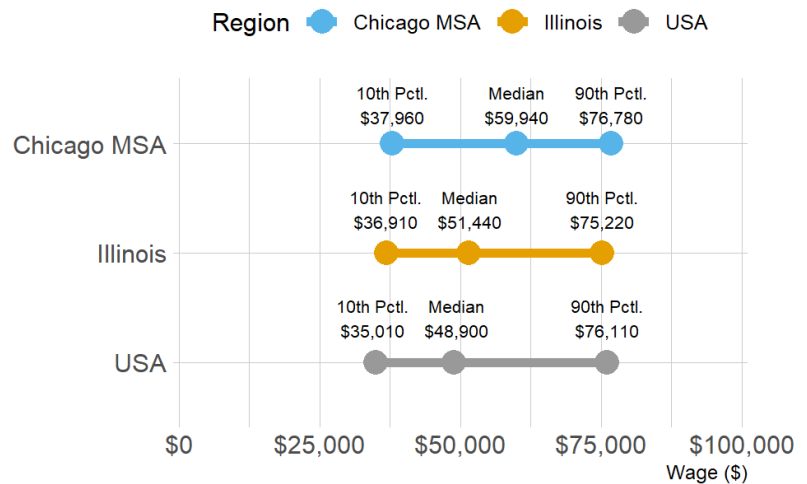 Region Chicago MSA Illinois USA
10th Pctl. Median 90th Pctl.
$37,960 $59,940 $76,780
Chicago MSA
10th Pctl. Median 90th Pctl.
$36,910 $51,440 $75,220
Illinois
10th Pctl. Median 90th Pctl.
$35,010 $48,900 $76,110
USA
$0 $25,000 $50,000 $75,000 $100,000
Wage ($)